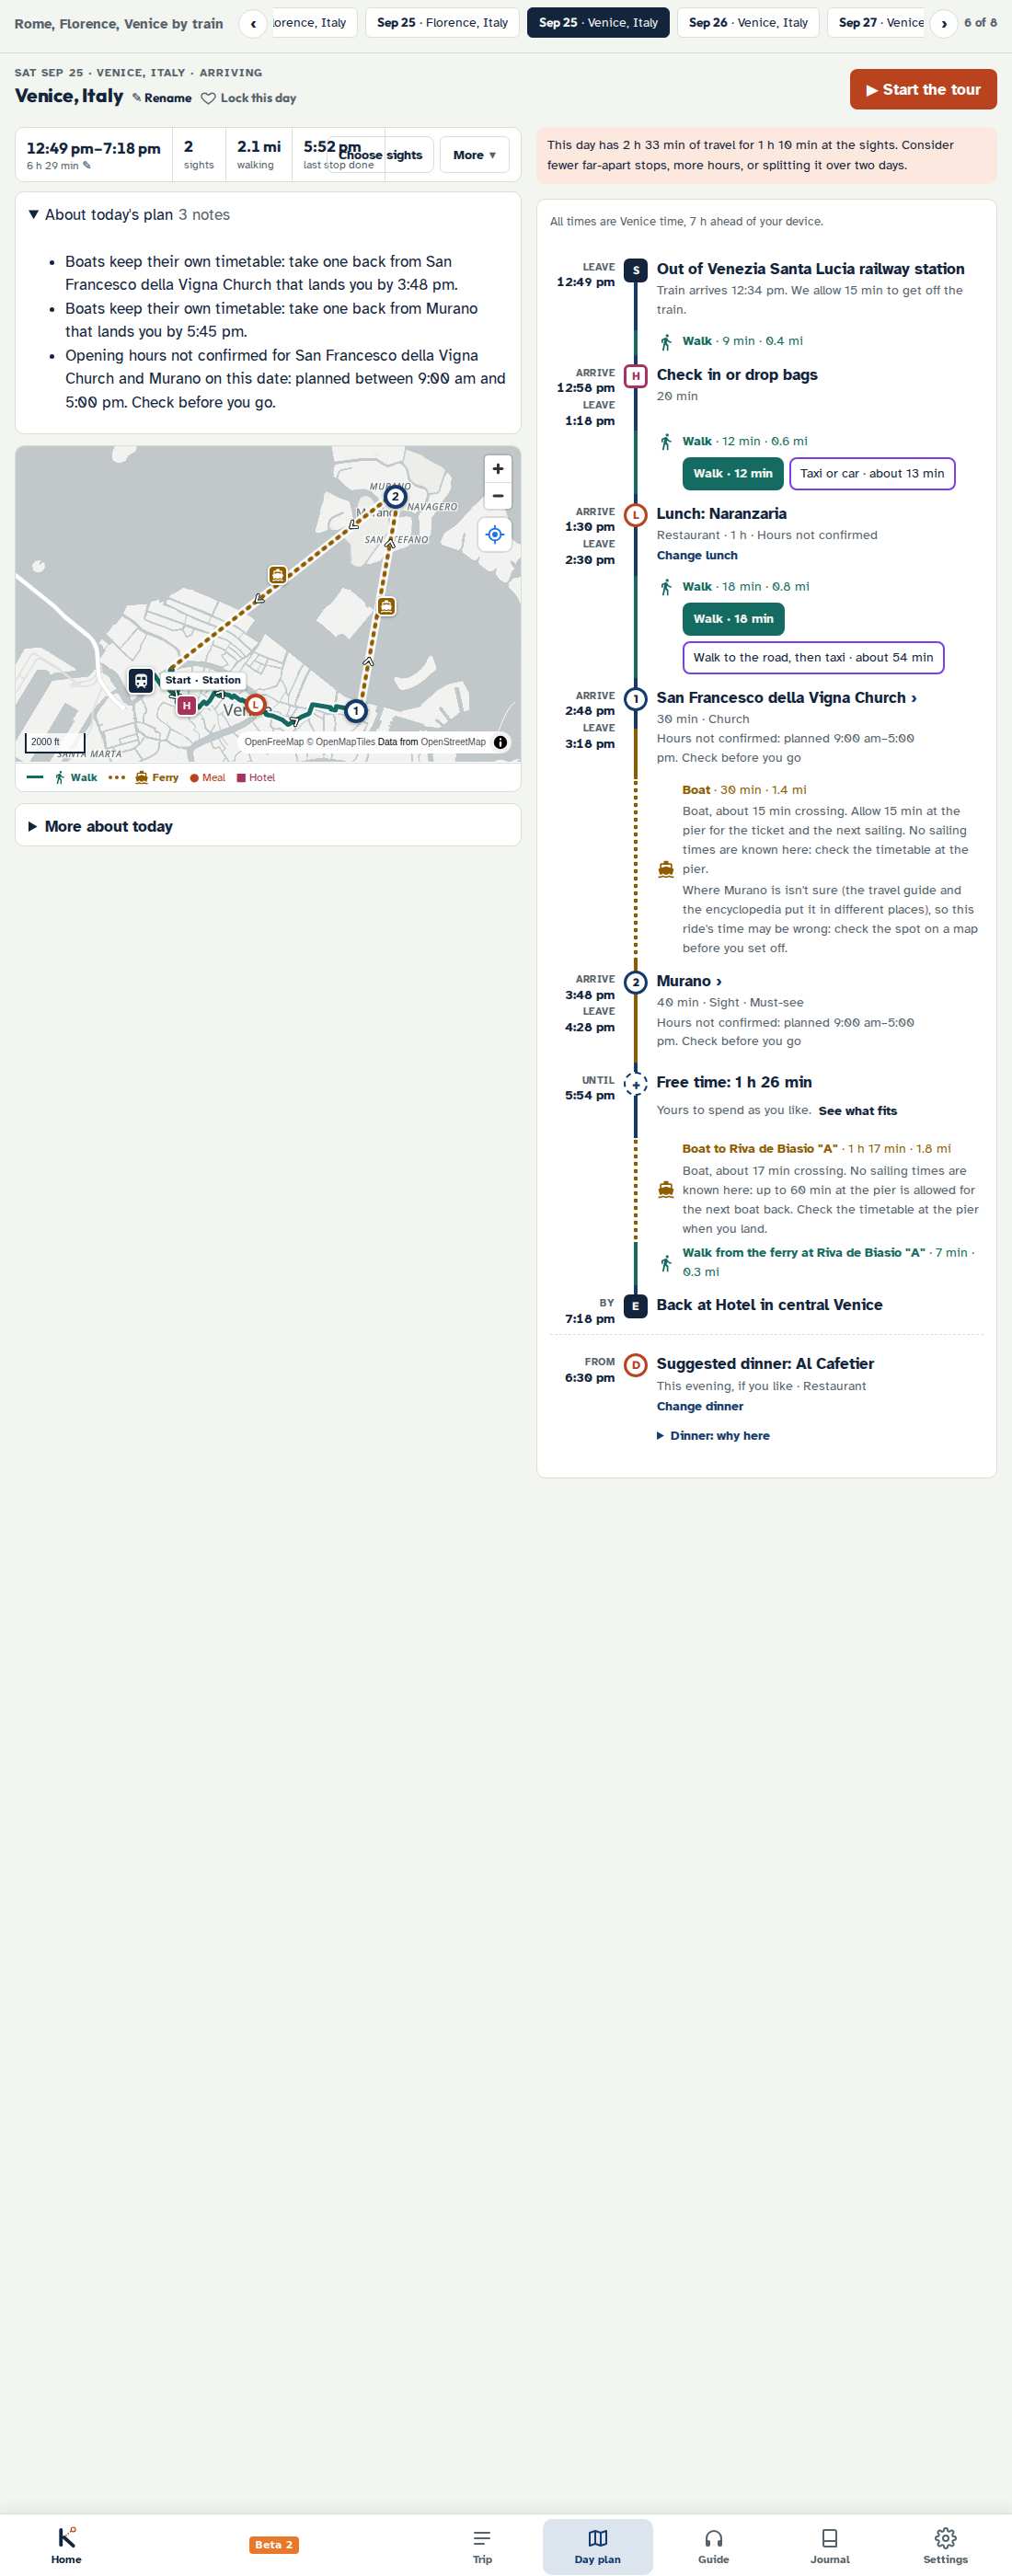 Rome, Florence, Venice by train
‹
lorence, Italy
Sep 25 · Florence, Italy
Sep 25 · Venice, Italy
Sep 26 · Venice, Italy
Sep 27 · Venice
›
6 of 8
SAT SEP 25 · VENICE, ITALY · ARRIVING
Venice, Italy ✎ Rename ♡ Lock this day
▶ Start the tour
12:49 pm–7:18 pm
6 h 29 min ✎
2
sights
2.1 mi
walking
5:52 pm
last stop done
Choose sights
More ▼
▼ About today's plan 3 notes
• Boats keep their own timetable: take one back from San
Francesco della Vigna Church that lands you by 3:48 pm.
• Boats keep their own timetable: take one back from Murano
that lands you by 5:45 pm.
• Opening hours not confirmed for San Francesco della Vigna
Church and Murano on this date: planned between 9:00 am and
5:00 pm. Check before you go.
MURANO
2
NAVAGERO
+
−
Start · Station
H
L
1
2000 ft
SANTA MARTA
OpenFreeMap © OpenMapTiles Data from OpenStreetMap
Walk
Ferry
Meal
Hotel
▶ More about today
This day has 2 h 33 min of travel for 1 h 10 min at the sights. Consider
fewer far-apart stops, more hours, or splitting it over two days.
All times are Venice time, 7 h ahead of your device.
LEAVE
12:49 pm
S
Out of Venezia Santa Lucia railway station
Train arrives 12:34 pm. We allow 15 min to get off the
train.
Walk · 9 min · 0.4 mi
ARRIVE
12:58 pm
LEAVE
1:18 pm
H
Check in or drop bags
20 min
Walk · 12 min · 0.6 mi
Walk · 12 min
Taxi or car · about 13 min
ARRIVE
1:30 pm
LEAVE
2:30 pm
L
Lunch: Naranzaria
Restaurant · 1 h · Hours not confirmed
Change lunch
Walk · 18 min · 0.8 mi
Walk · 18 min
Walk to the road, then taxi · about 54 min
ARRIVE
2:48 pm
LEAVE
3:18 pm
1
San Francesco della Vigna Church ›
30 min · Church
Hours not confirmed: planned 9:00 am–5:00
pm. Check before you go
Boat · 30 min · 1.4 mi
Boat, about 15 min crossing. Allow 15 min at the
pier for the ticket and the next sailing. No sailing
times are known here: check the timetable at the
pier.
Where Murano is isn't sure (the travel guide and
the encyclopedia put it in different places), so this
ride's time may be wrong: check the spot on a map
before you set off.
ARRIVE
3:48 pm
LEAVE
4:28 pm
2
Murano ›
40 min · Sight · Must-see
Hours not confirmed: planned 9:00 am–5:00
pm. Check before you go
UNTIL
5:54 pm
+
Free time: 1 h 26 min
Yours to spend as you like. See what fits
Boat to Riva de Biasio "A" · 1 h 17 min · 1.8 mi
Boat, about 17 min crossing. No sailing times are
known here: up to 60 min at the pier is allowed for
the next boat back. Check the timetable at the pier
when you land.
Walk from the ferry at Riva de Biasio "A" · 7 min ·
0.3 mi
BY
7:18 pm
E
Back at Hotel in central Venice
FROM
6:30 pm
D
Suggested dinner: Al Cafetier
This evening, if you like · Restaurant
Change dinner
▶ Dinner: why here
Home
Beta 2
Trip
Day plan
Guide
Journal
Settings